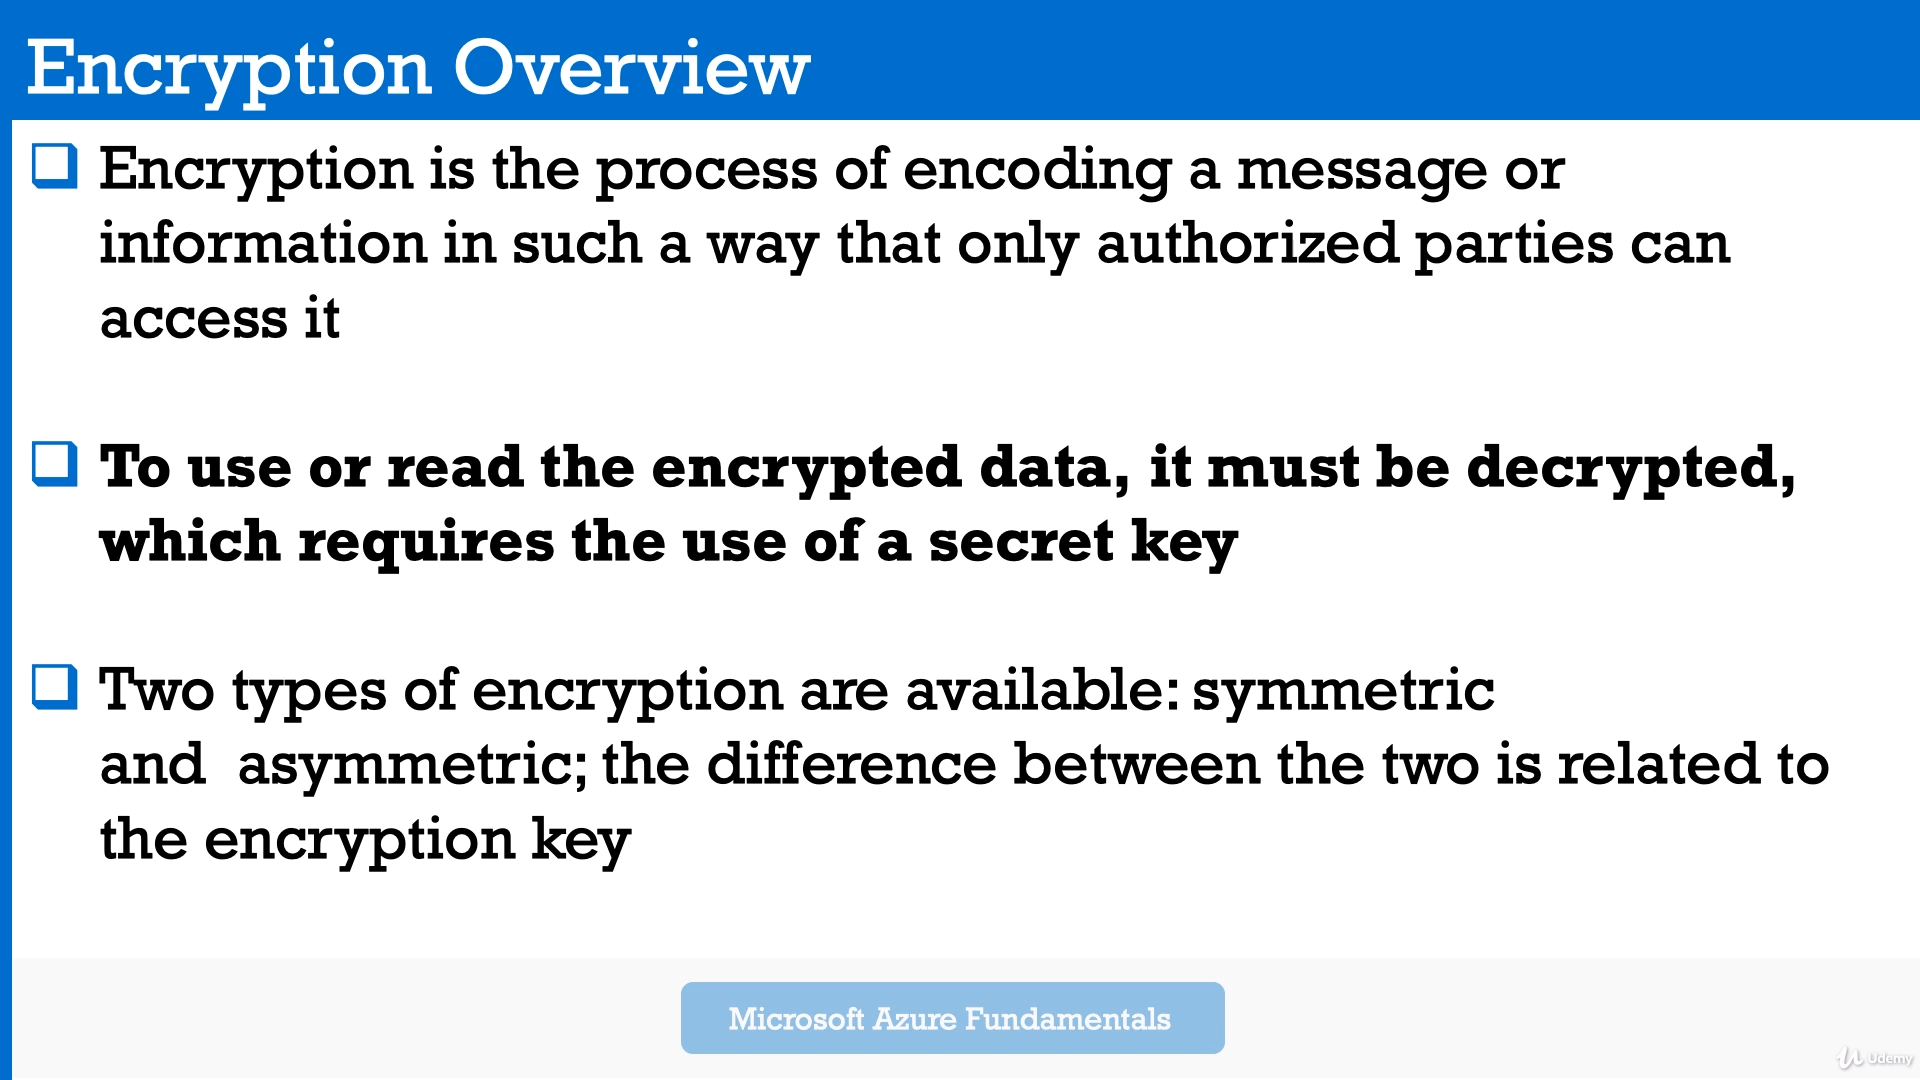 Encryption Overview
Encryption is the process of encoding a message or
information in such a way that only authorized parties can
access it
To use or read the encrypted data, it must be decrypted,
which requires the use of a secret key
Two types of encryption are available: symmetric
and  asymmetric; the difference between the two is related to
the encryption key
Microsoft Azure Fundamentals
Udemy